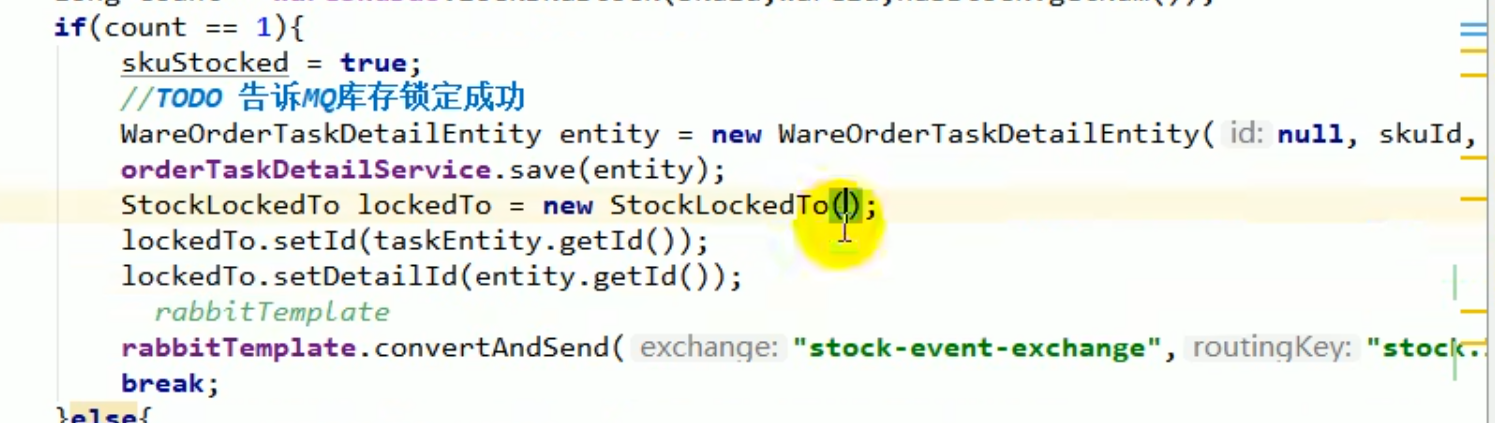 if(count == 1){
skuStocked = true;
//TODO 告诉MQ库存锁定成功
WareOrderTaskDetailEntity entity = new WareOrderTaskDetailEntity( id: null, skuId,
orderTaskDetailService.save(entity);
StockLockedTo lockedTo = new StockLockedTo();
lockedTo.setId(taskEntity.getId());
lockedTo.setDetailId(entity.getId());
rabbitTemplate
rabbitTemplate.convertAndSend( exchange: "stock-event-exchange", routingKey: "stock.
break;
}else{